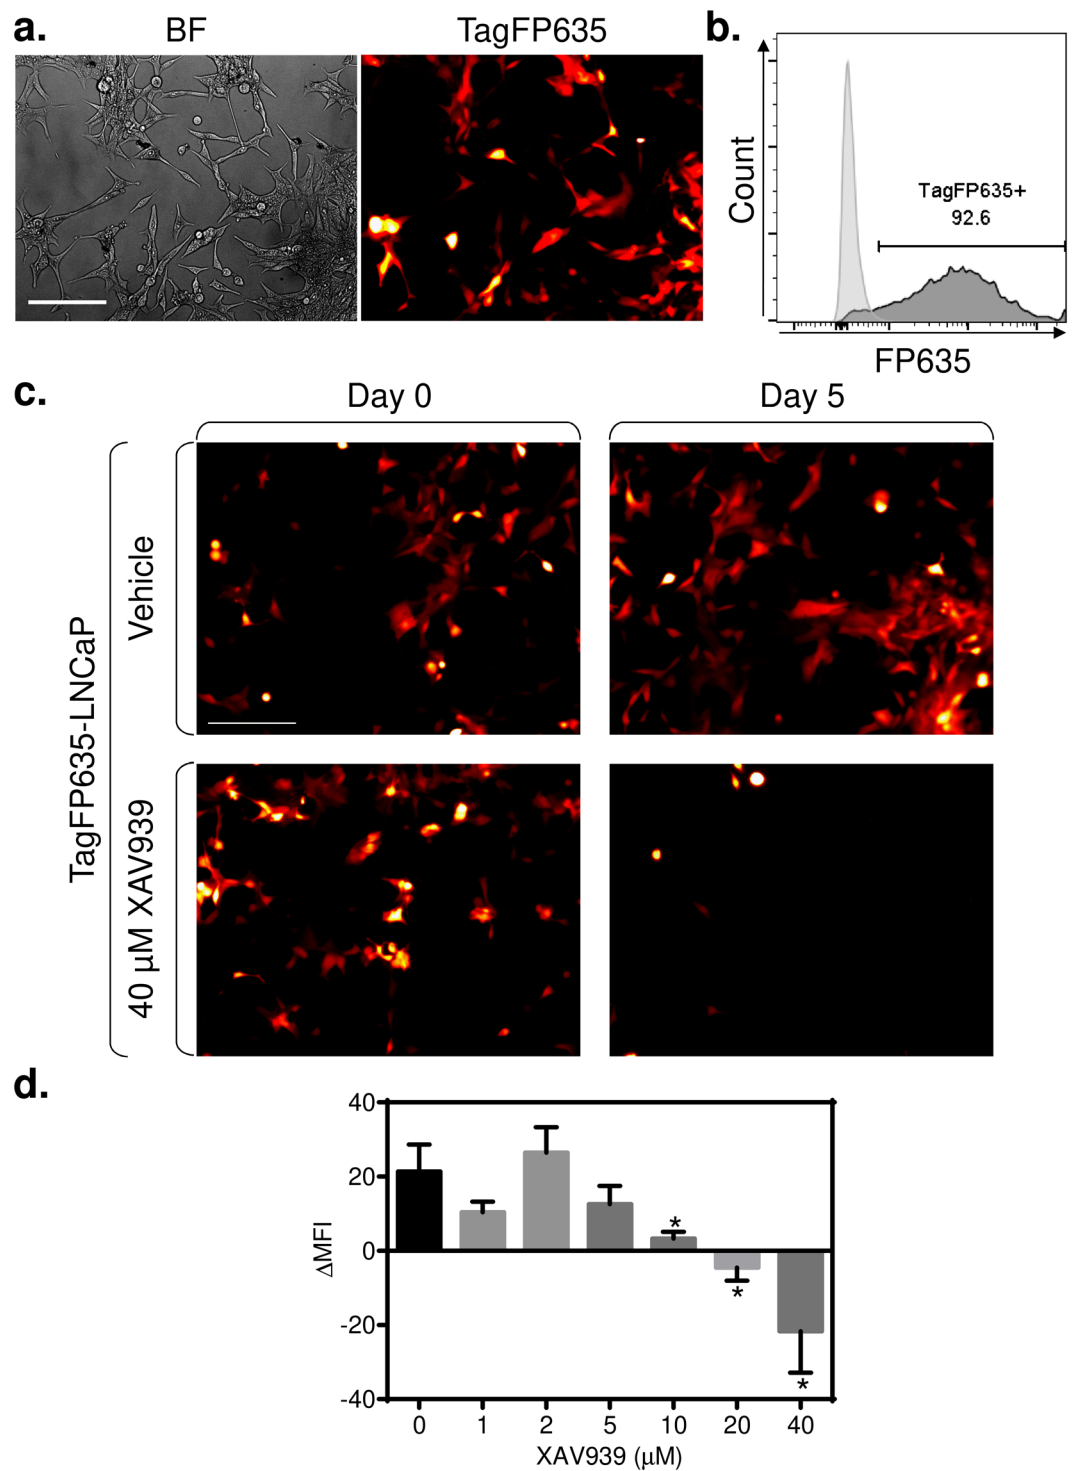 a.
BF
TagFP635
b.
Count
TagFP635+
92.6
FP635
c.
Day 0
Day 5
TagFP635-LNCaP
Vehicle
40 µM XAV939
d.
ΔMFI
40
20
0
-20
-40
*
*
*
0 1 2 5 10 20 40
XAV939 (μM)